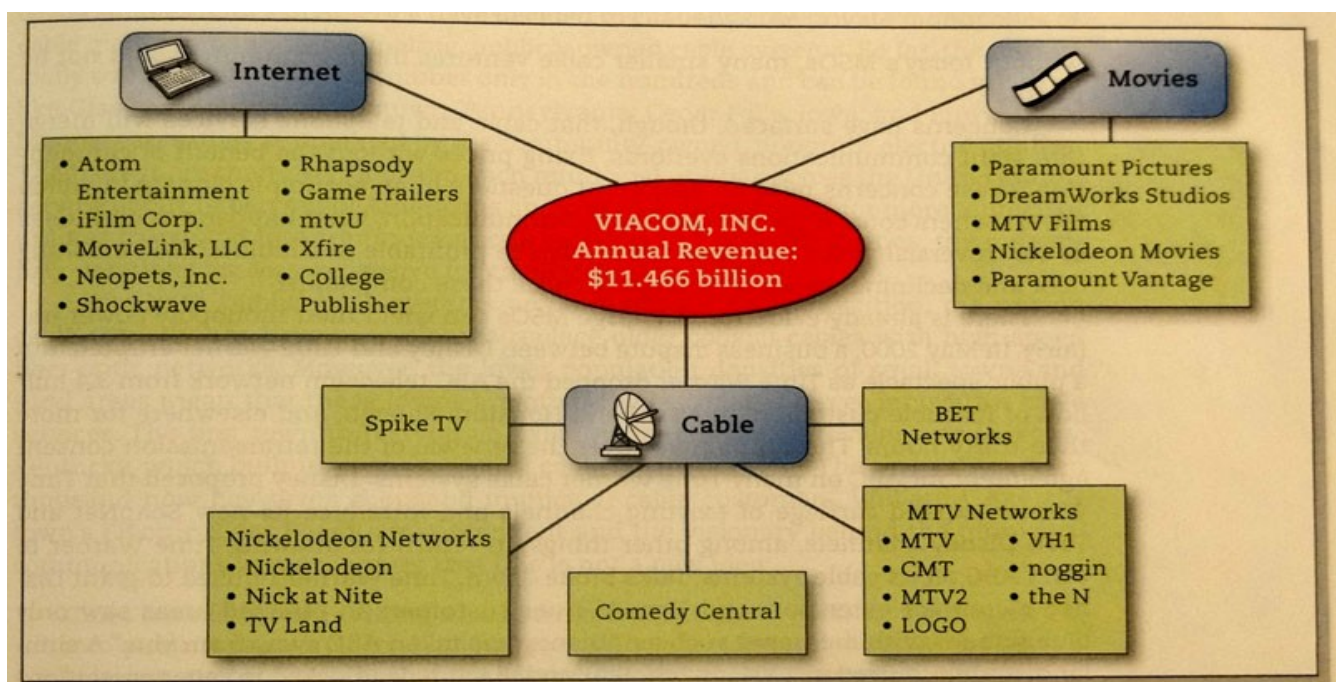 Internet
• Atom
Entertainment
• iFilm Corp.
• MovieLink, LLC
• Neopets, Inc.
• Shockwave
• Rhapsody
• Game Trailers
• mtvU
• Xfire
• College
Publisher
VIACOM, INC.
Annual Revenue:
$11.466 billion
Movies
• Paramount Pictures
• DreamWorks Studios
• MTV Films
• Nickelodeon Movies
• Paramount Vantage
Spike TV
Cable
BET
Networks
Nickelodeon Networks
• Nickelodeon
• Nick at Nite
• TV Land
Comedy Central
MTV Networks
• MTV
• CMT
• MTV2
• LOGO
• VH1
• noggin
• the N